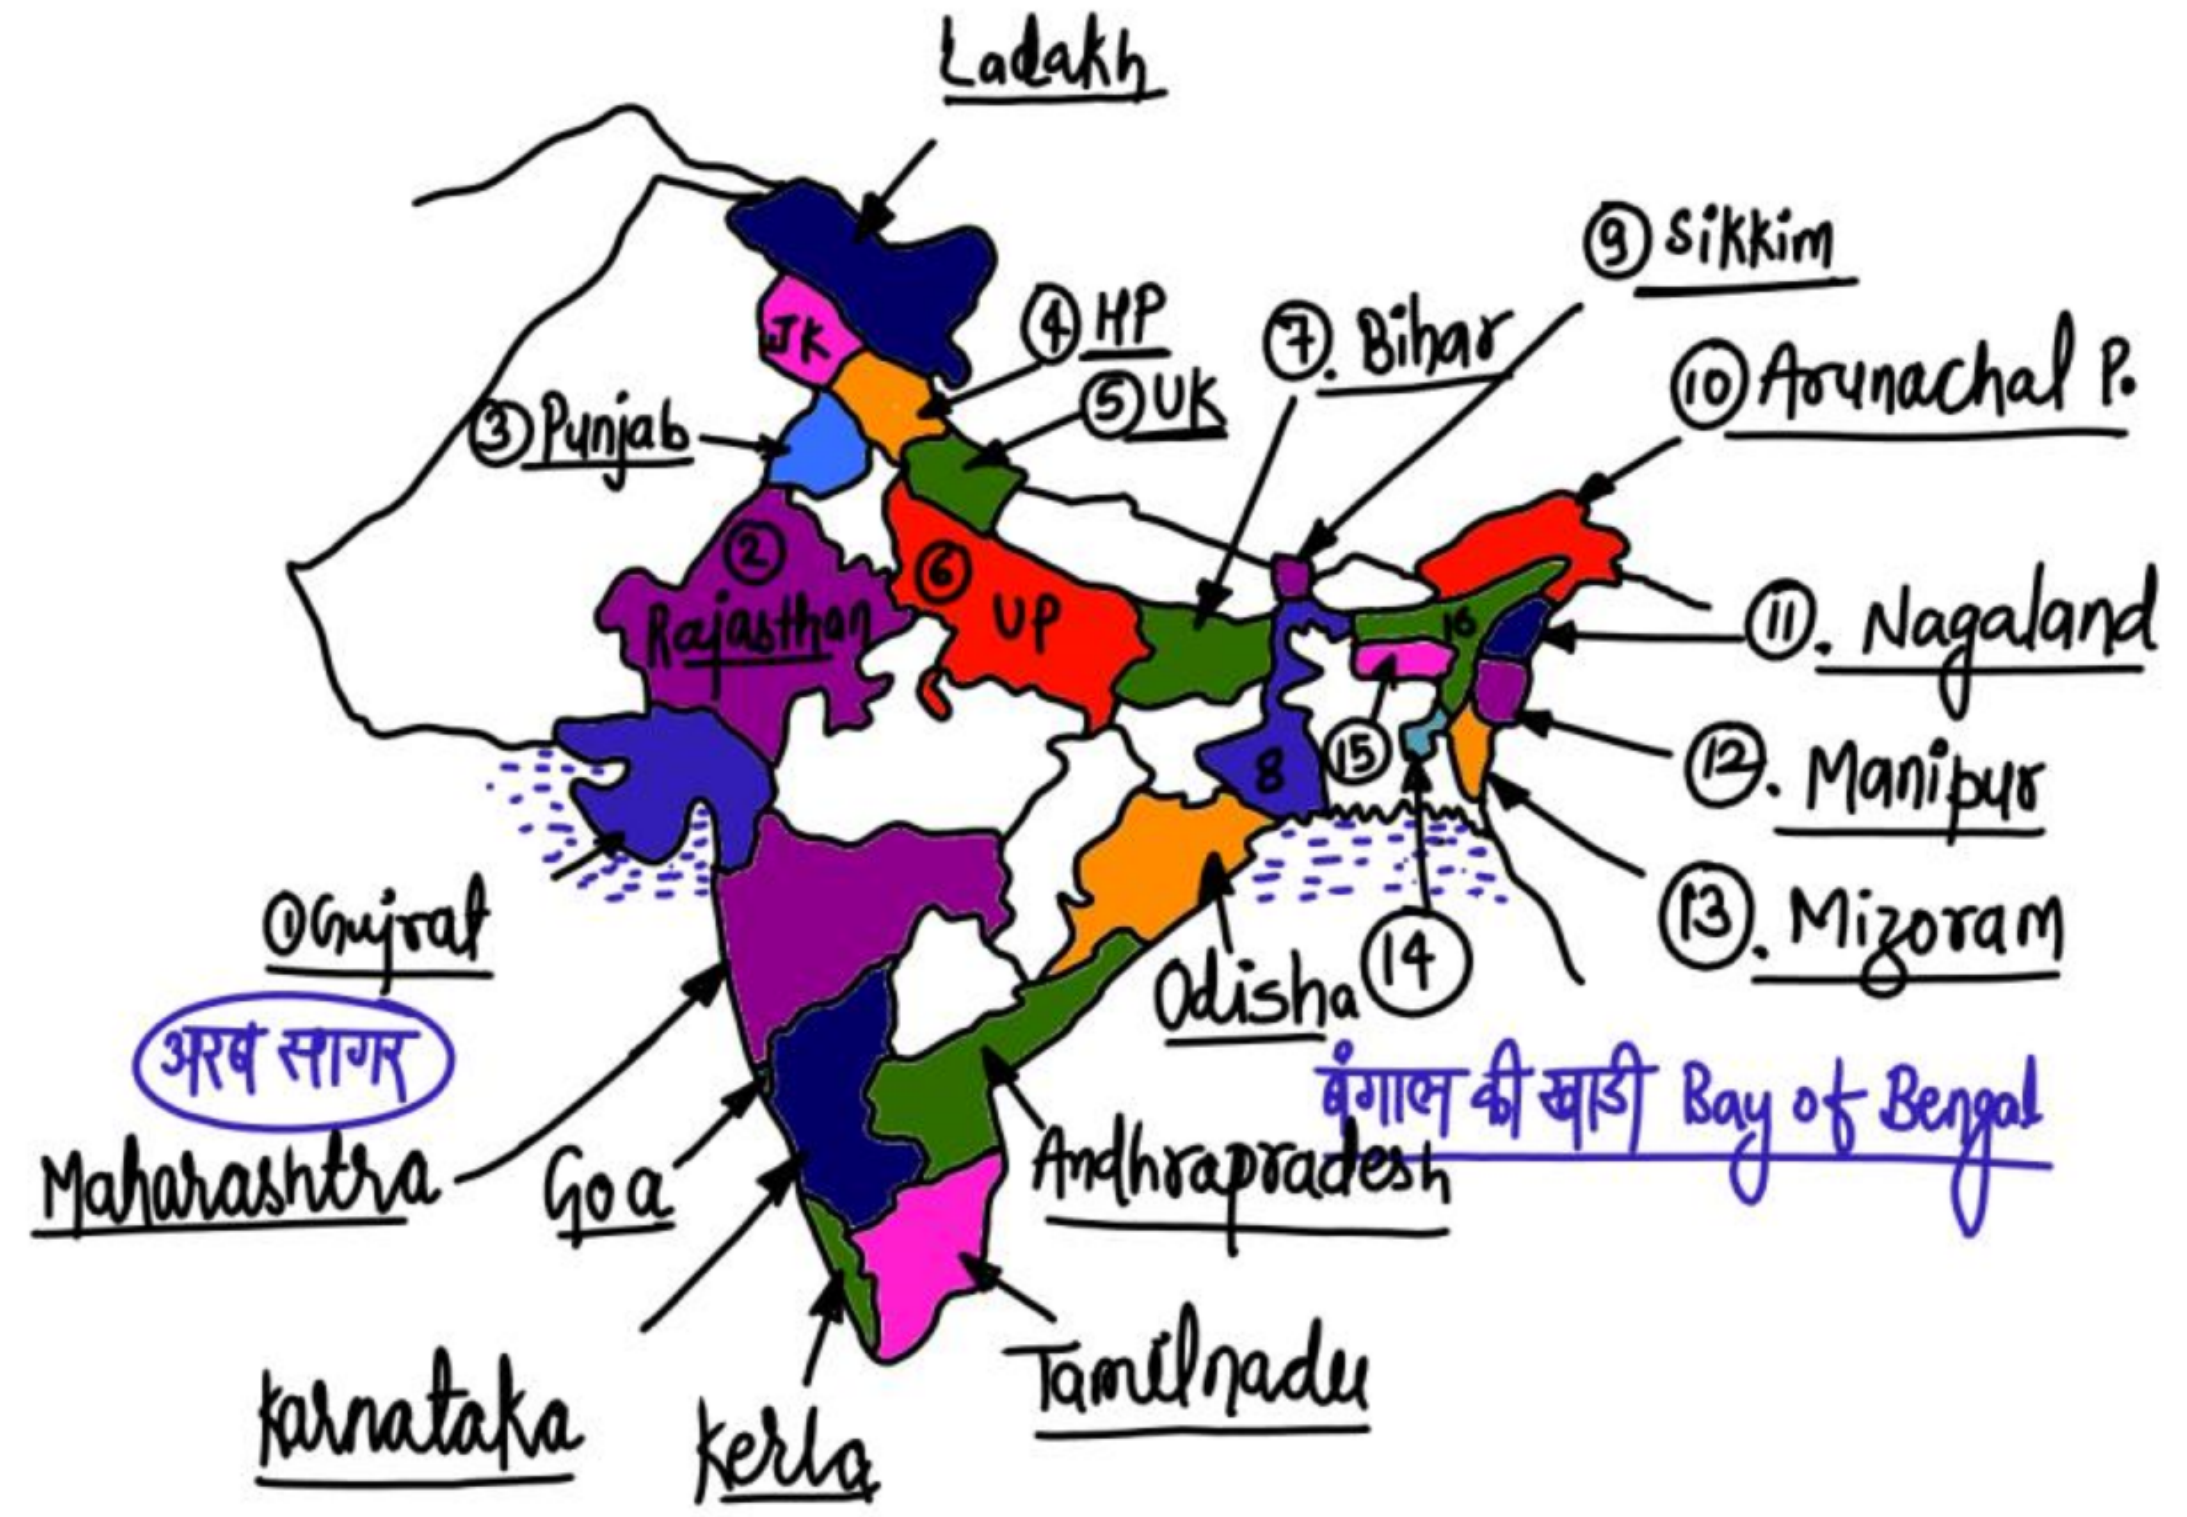 Ladakh
⑨ Sikkim
JK
④ HP
⑦. Bihar
⑩ Arunachal P.
③ Punjab
⑤ UK
②
Rajasthan
⑥
UP
16
⑪. Nagaland
8
⑮
⑫. Manipur
① Gujrat
⑬. Mizoram
⑭
Odisha
अरब सागर
बंगाल की खाडी Bay of Bengal
Maharashtra
Goa
Andhrapradesh
Karnataka
Kerla
Tamilnadu